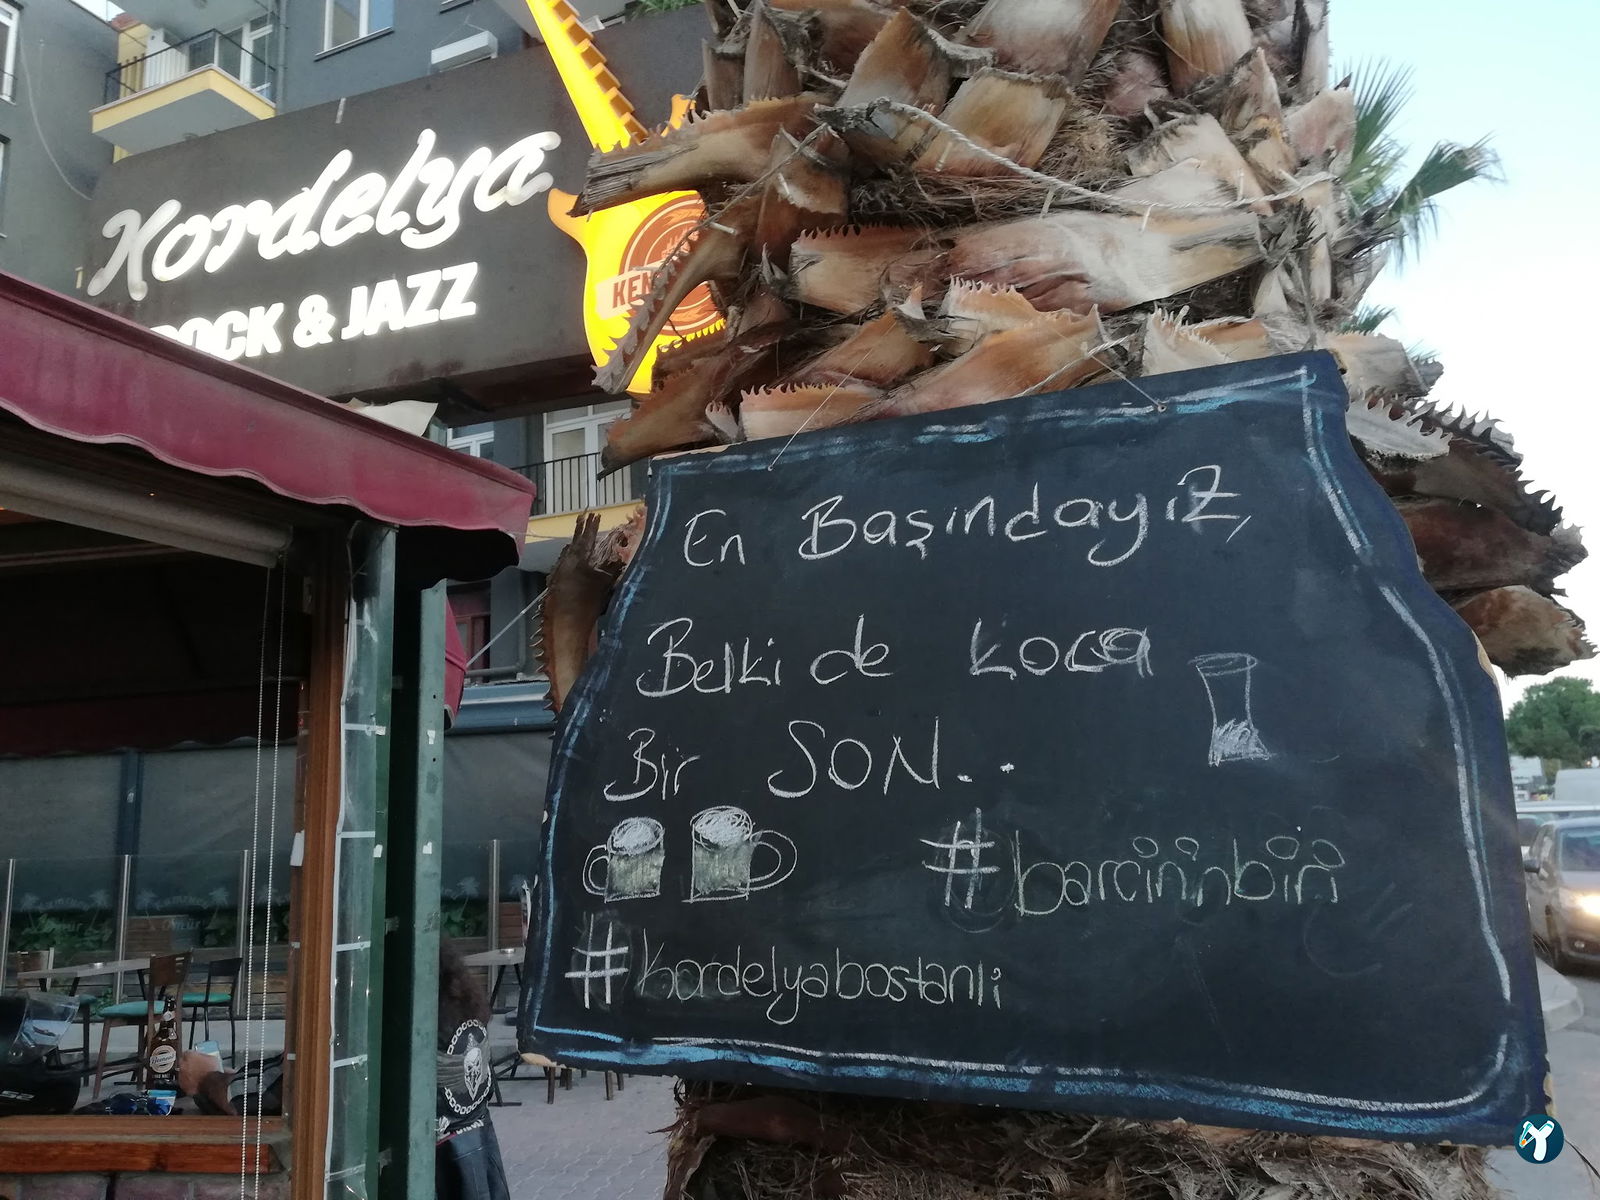 Kordelya
ROCK & JAZZ
En Başındayız,
Belki de koca
Bir SON..
#barcininbiri
#kordelyabostanli